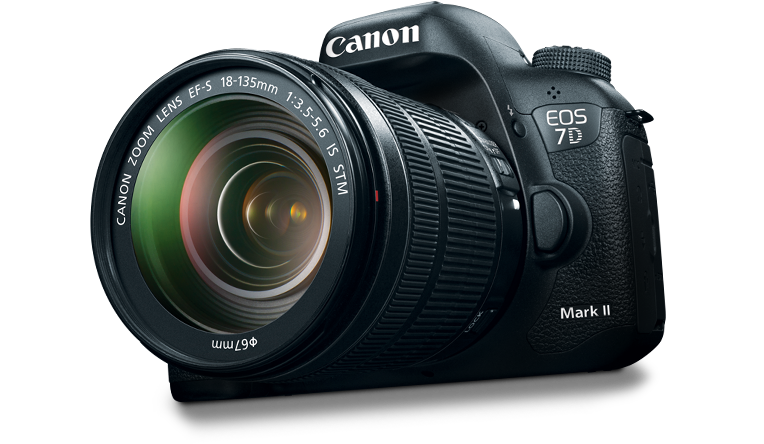 Canon
EOS
7D
Mark II
CANON ZOOM LENS EF-S 18-135mm 1:3.5-5.6 IS STM
Φ67mm
LOCK